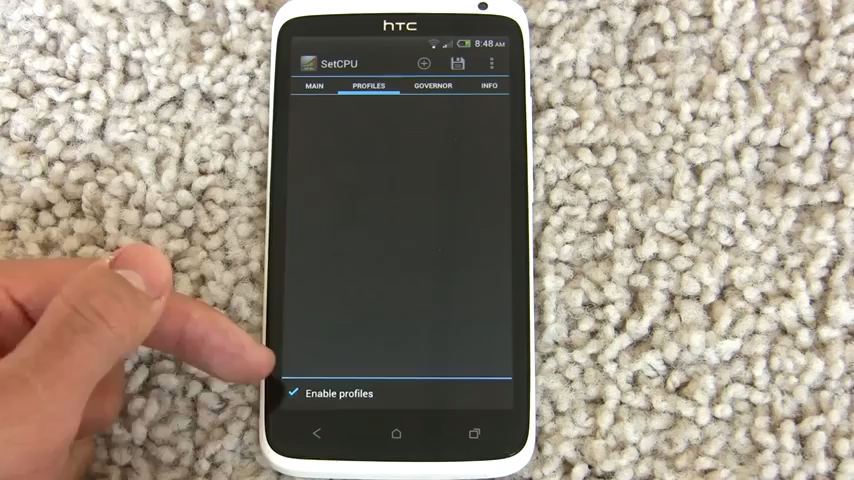 hTC
8:48 AM
SetCPU
MAIN PROFILES GOVERNOR INFO
Enable profiles